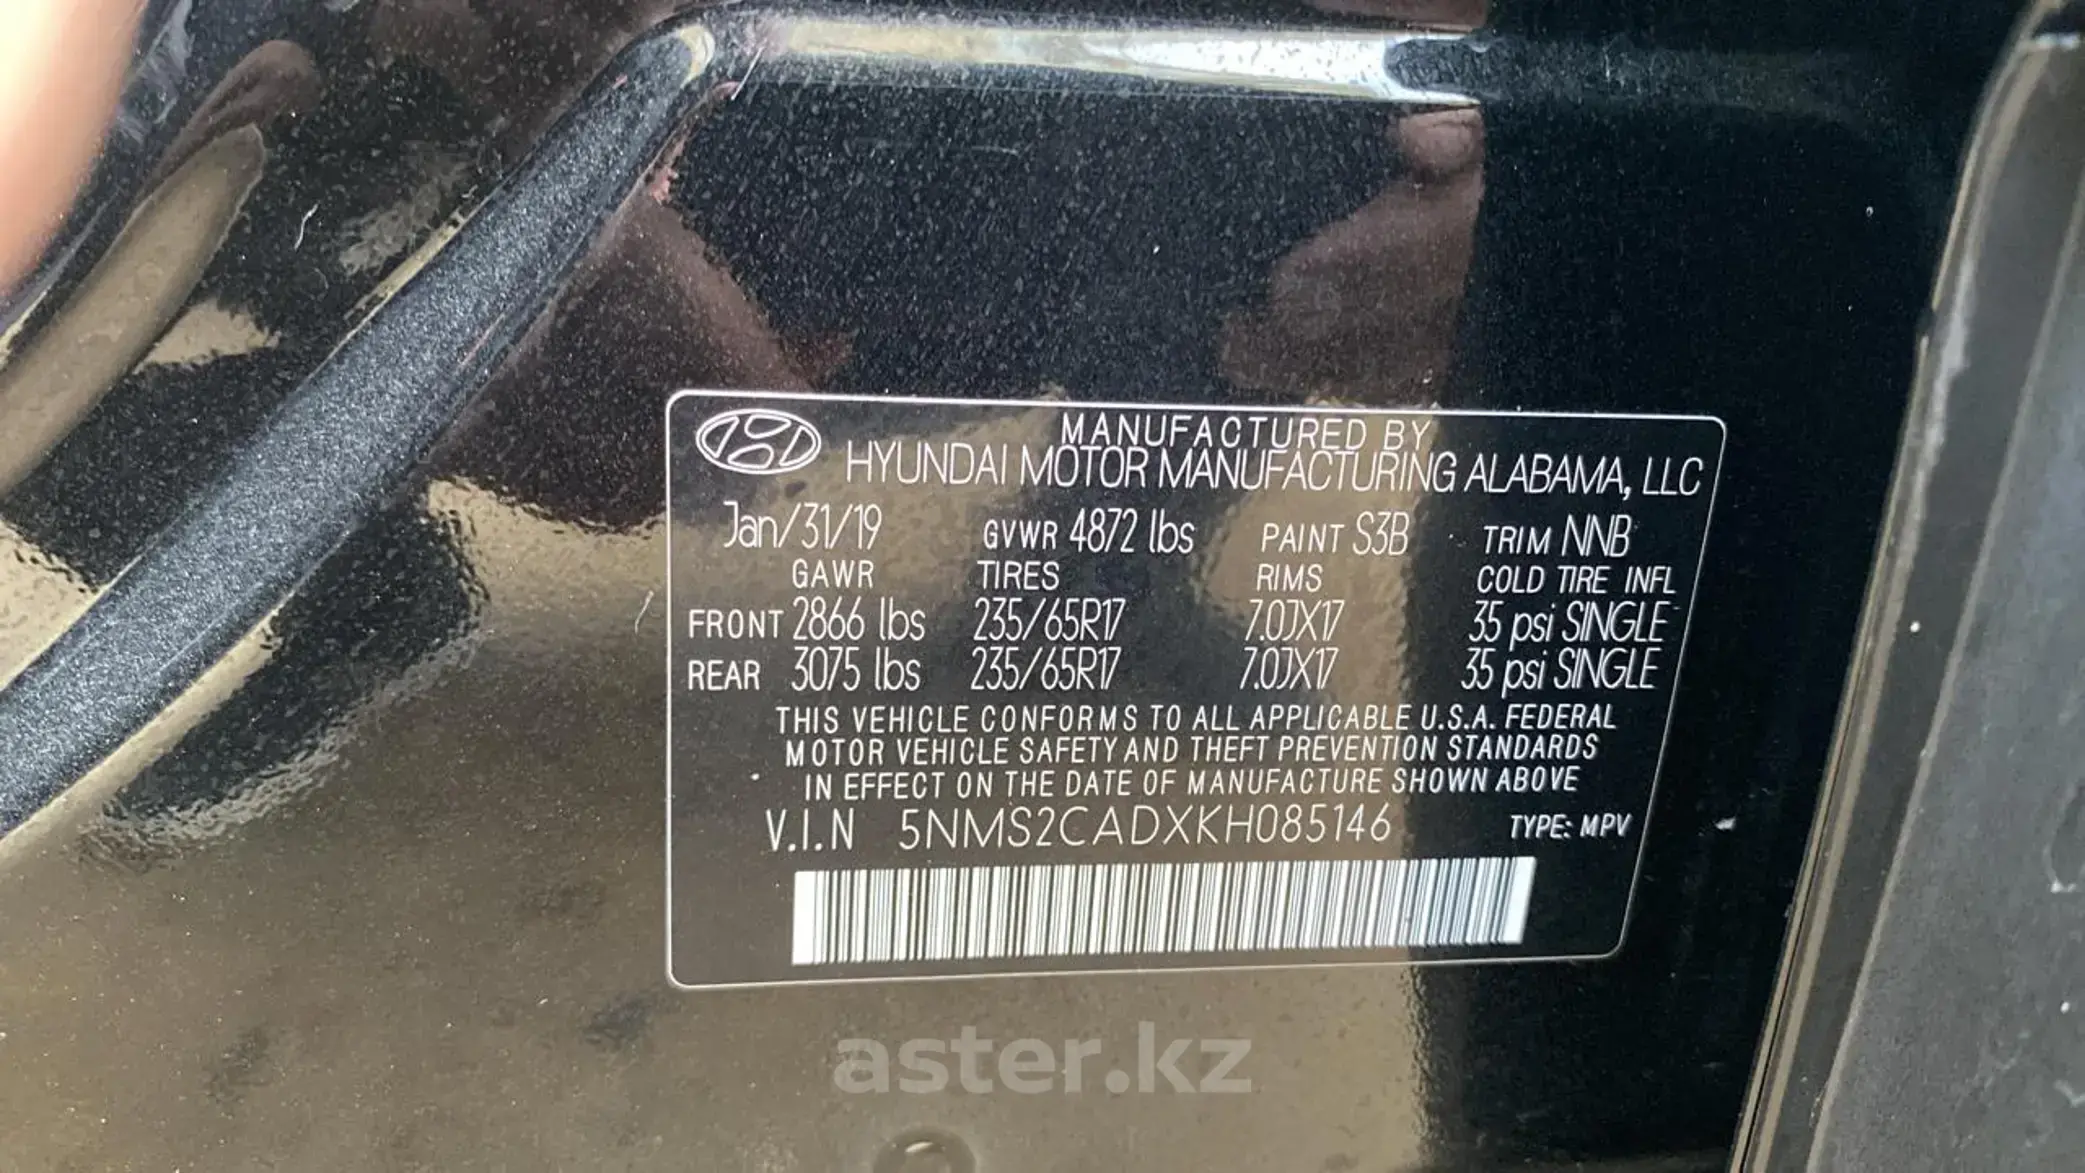 MANUFACTURED BY
HYUNDAI MOTOR MANUFACTURING ALABAMA, LLC
Jan/31/19 GVWR 4872 lbs PAINT S3B TRIM NNB
GAWR TIRES RIMS COLD TIRE INFL
FRONT 2866 lbs 235/65R17 7.0JX17 35 psi SINGLE
REAR 3075 lbs 235/65R17 7.0JX17 35 psi SINGLE
THIS VEHICLE CONFORMS TO ALL APPLICABLE U.S.A. FEDERAL
MOTOR VEHICLE SAFETY AND THEFT PREVENTION STANDARDS
IN EFFECT ON THE DATE OF MANUFACTURE SHOWN ABOVE
V.I.N 5NMS2CADXKH085146 TYPE: MPV
aster.kz